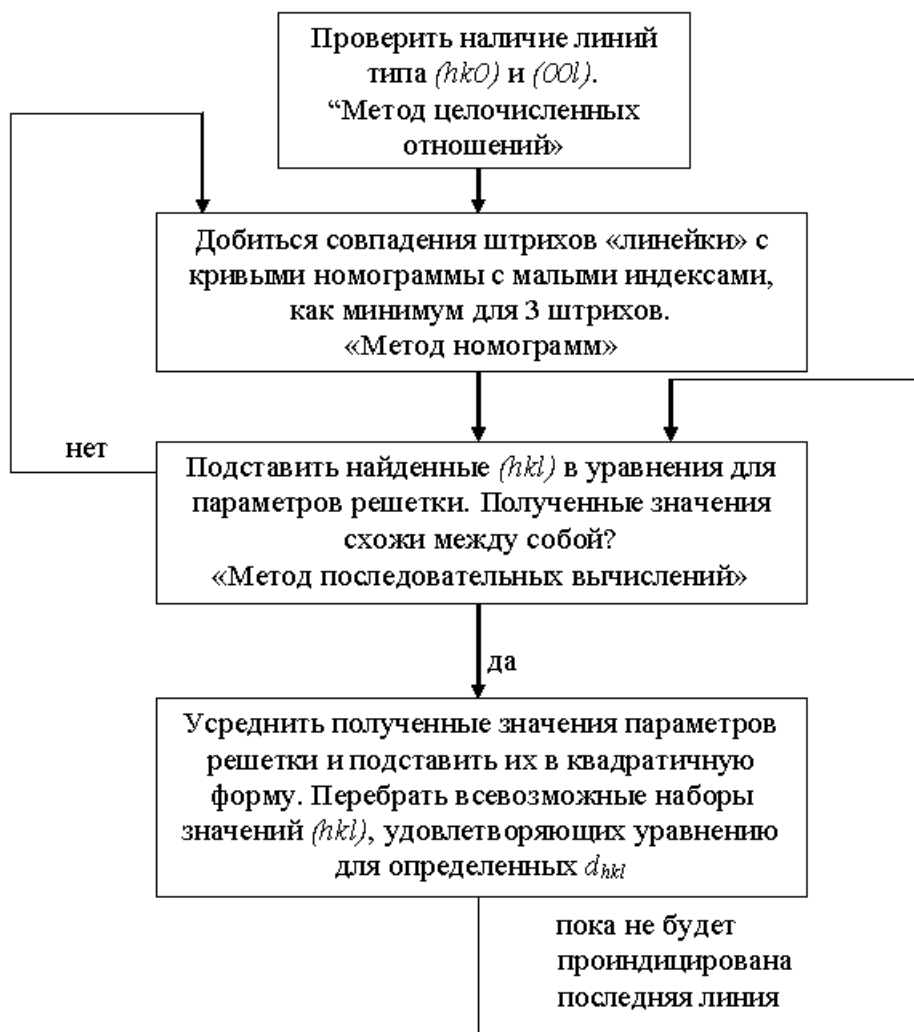 Проверить наличие линий
типа (hk0) и (00l).
“Метод целочисленных
отношений»
Добиться совпадения штрихов «линейки» с
кривыми номограммы с малыми индексами,
как минимум для 3 штрихов.
«Метод номограмм»
нет
Подставить найденные (hkl) в уравнения для
параметров решетки. Полученные значения
схожи между собой?
«Метод последовательных вычислений»
да
Усреднить полученные значения параметров
решетки и подставить их в квадратичную
форму. Перебрать всевозможные наборы
значений (hkl), удовлетворяющих уравнению
для определенных dhkl
пока не будет
проиндицирована
последняя линия